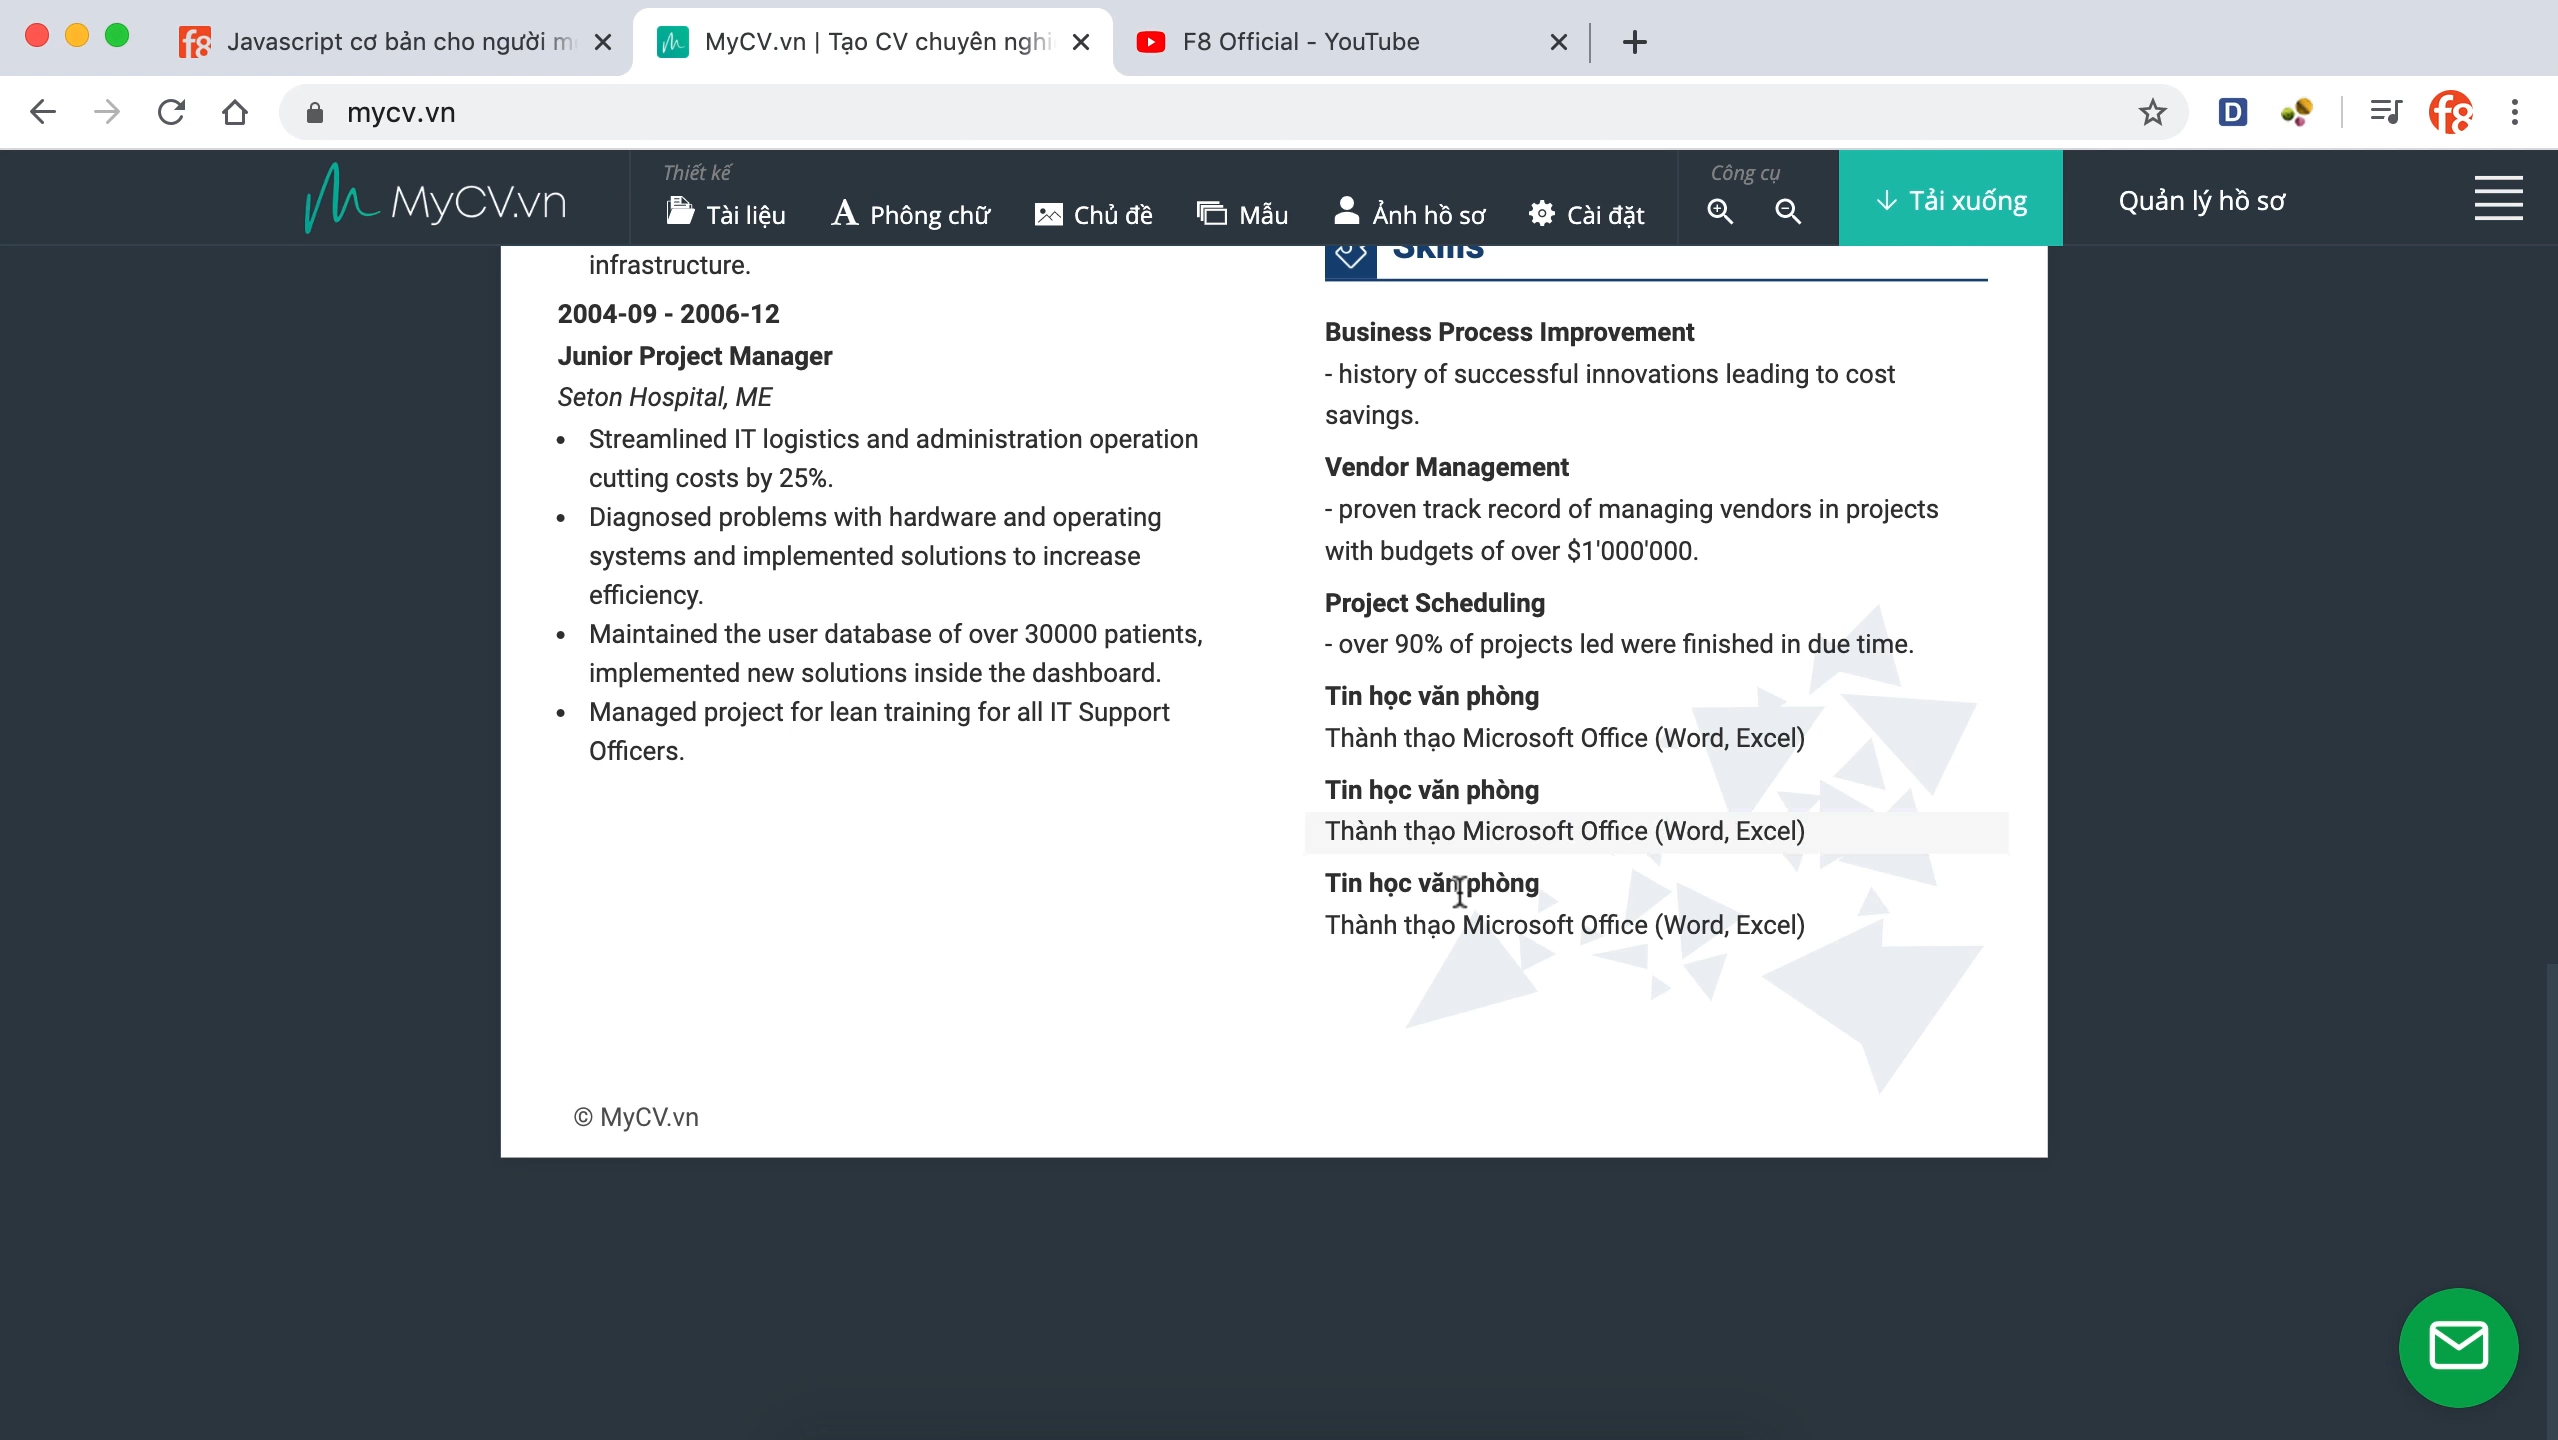 Javascript cơ bản cho người m
MyCV.vn | Tạo CV chuyên nghi
F8 Official - YouTube
mycv.vn
MyCV.vn
Thiết kế
Tài liệu
Phông chữ
Chủ đề
Mẫu
Ảnh hồ sơ
Cài đặt
Công cụ
Tải xuống
Quản lý hồ sơ
infrastructure.
2004-09 - 2006-12
Junior Project Manager
Seton Hospital, ME
• Streamlined IT logistics and administration operation
cutting costs by 25%.
• Diagnosed problems with hardware and operating
systems and implemented solutions to increase
efficiency.
• Maintained the user database of over 30000 patients,
implemented new solutions inside the dashboard.
• Managed project for lean training for all IT Support
Officers.
Skills
Business Process Improvement
- history of successful innovations leading to cost
savings.
Vendor Management
- proven track record of managing vendors in projects
with budgets of over $1'000'000.
Project Scheduling
- over 90% of projects led were finished in due time.
Tin học văn phòng
Thành thạo Microsoft Office (Word, Excel)
Tin học văn phòng
Thành thạo Microsoft Office (Word, Excel)
Tin học văn phòng
Thành thạo Microsoft Office (Word, Excel)
© MyCV.vn